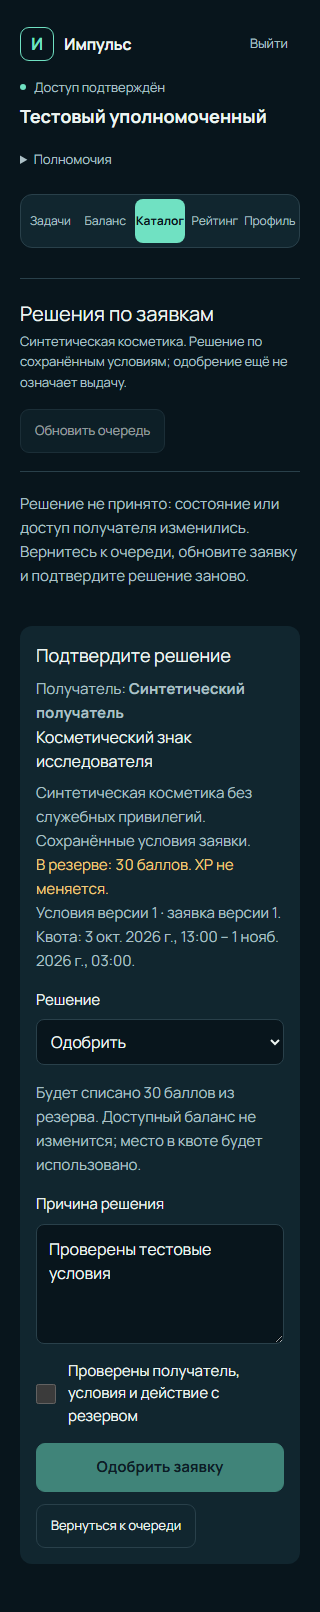 И Импульс Выйти
Доступ подтверждён
Тестовый уполномоченный
Полномочия
Задачи Баланс Каталог Рейтинг Профиль
Решения по заявкам
Синтетическая косметика. Решение по
сохранённым условиям; одобрение ещё не
означает выдачу.
Обновить очередь
Решение не принято: состояние или
доступ получателя изменились.
Вернитесь к очереди, обновите заявку
и подтвердите решение заново.
Подтвердите решение
Получатель: Синтетический
получатель
Косметический знак
исследователя
Синтетическая косметика без
служебных привилегий.
Сохранённые условия заявки.
В резерве: 30 баллов. XP не
меняется.
Условия версии 1 · заявка версии 1.
Квота: 3 окт. 2026 г., 13:00 – 1 нояб.
2026 г., 03:00.
Решение
Одобрить
Будет списано 30 баллов из
резерва. Доступный баланс не
изменится; место в квоте будет
использовано.
Причина решения
Проверены тестовые
условия
Проверены получатель,
условия и действие с
резервом
Одобрить заявку
Вернуться к очереди